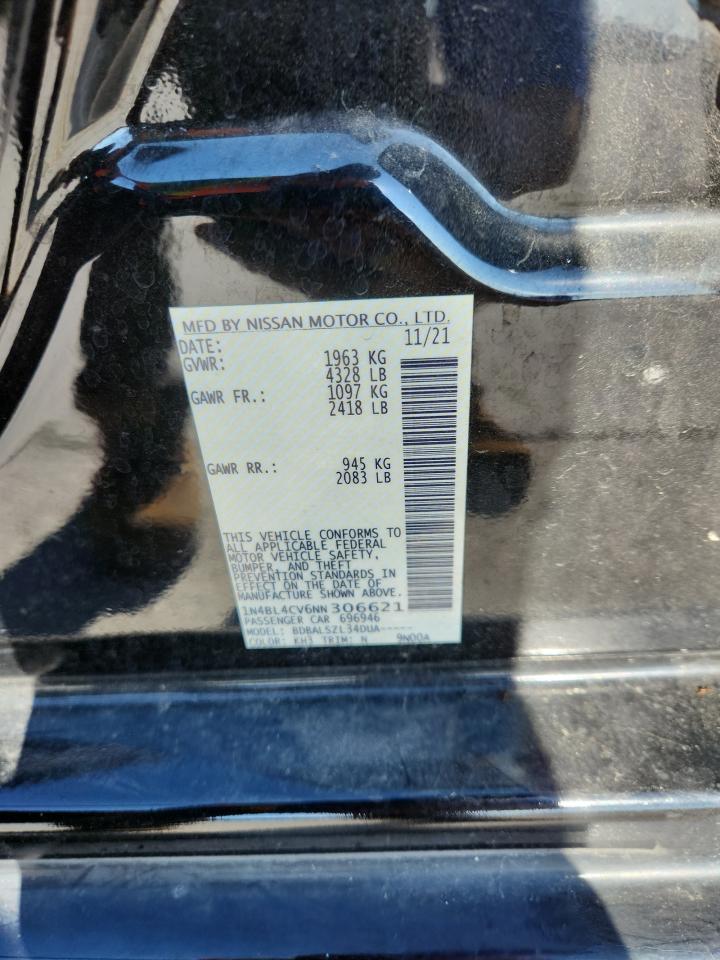 MFD BY NISSAN MOTOR CO., LTD.
DATE: 11/21
GVWR: 1963 KG
4328 LB
GAWR FR.: 1097 KG
2418 LB
GAWR RR.: 945 KG
2083 LB
THIS VEHICLE CONFORMS TO
ALL APPLICABLE FEDERAL
MOTOR VEHICLE SAFETY,
BUMPER, AND THEFT
PREVENTION STANDARDS IN
EFFECT ON THE DATE OF
MANUFACTURE SHOWN ABOVE.
1N4BL4CV6NN306621
PASSENGER CAR 696946
MODEL: BDBALSZL34DUA-----
COLOR: KH3 TRIM: N 9N00A